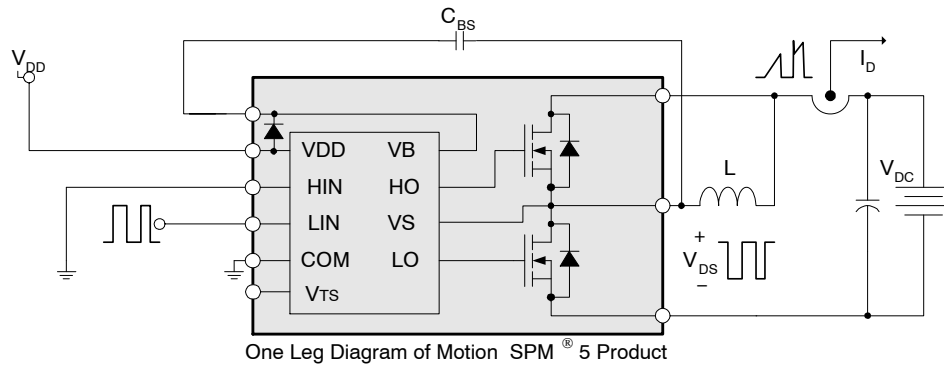 C_BS
V_DD
I_D
VDD VB
HIN HO
LIN VS
COM LO
VTS
L
V_DC
+
V_DS
−
One Leg Diagram of Motion SPM ® 5 Product